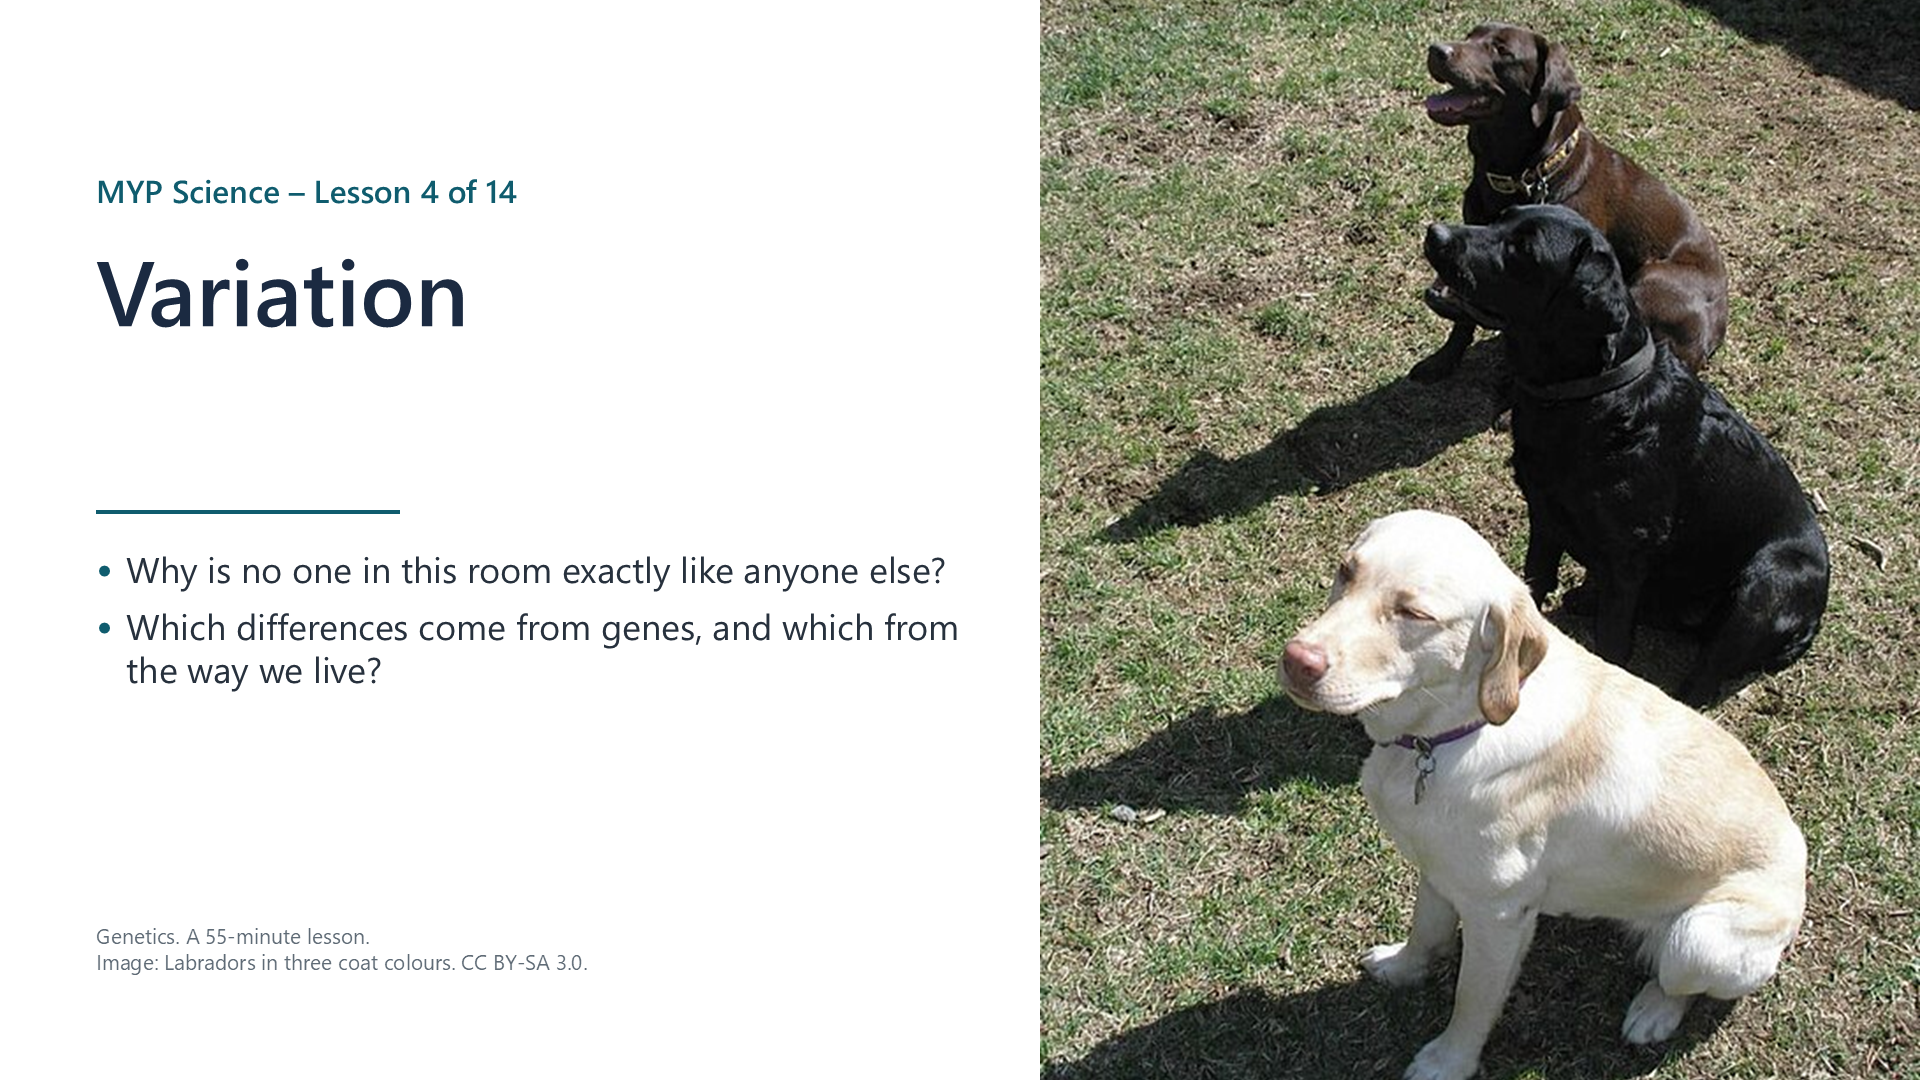 MYP Science – Lesson 4 of 14
Variation
• Why is no one in this room exactly like anyone else?
• Which differences come from genes, and which from
the way we live?
Genetics. A 55-minute lesson.
Image: Labradors in three coat colours. CC BY-SA 3.0.